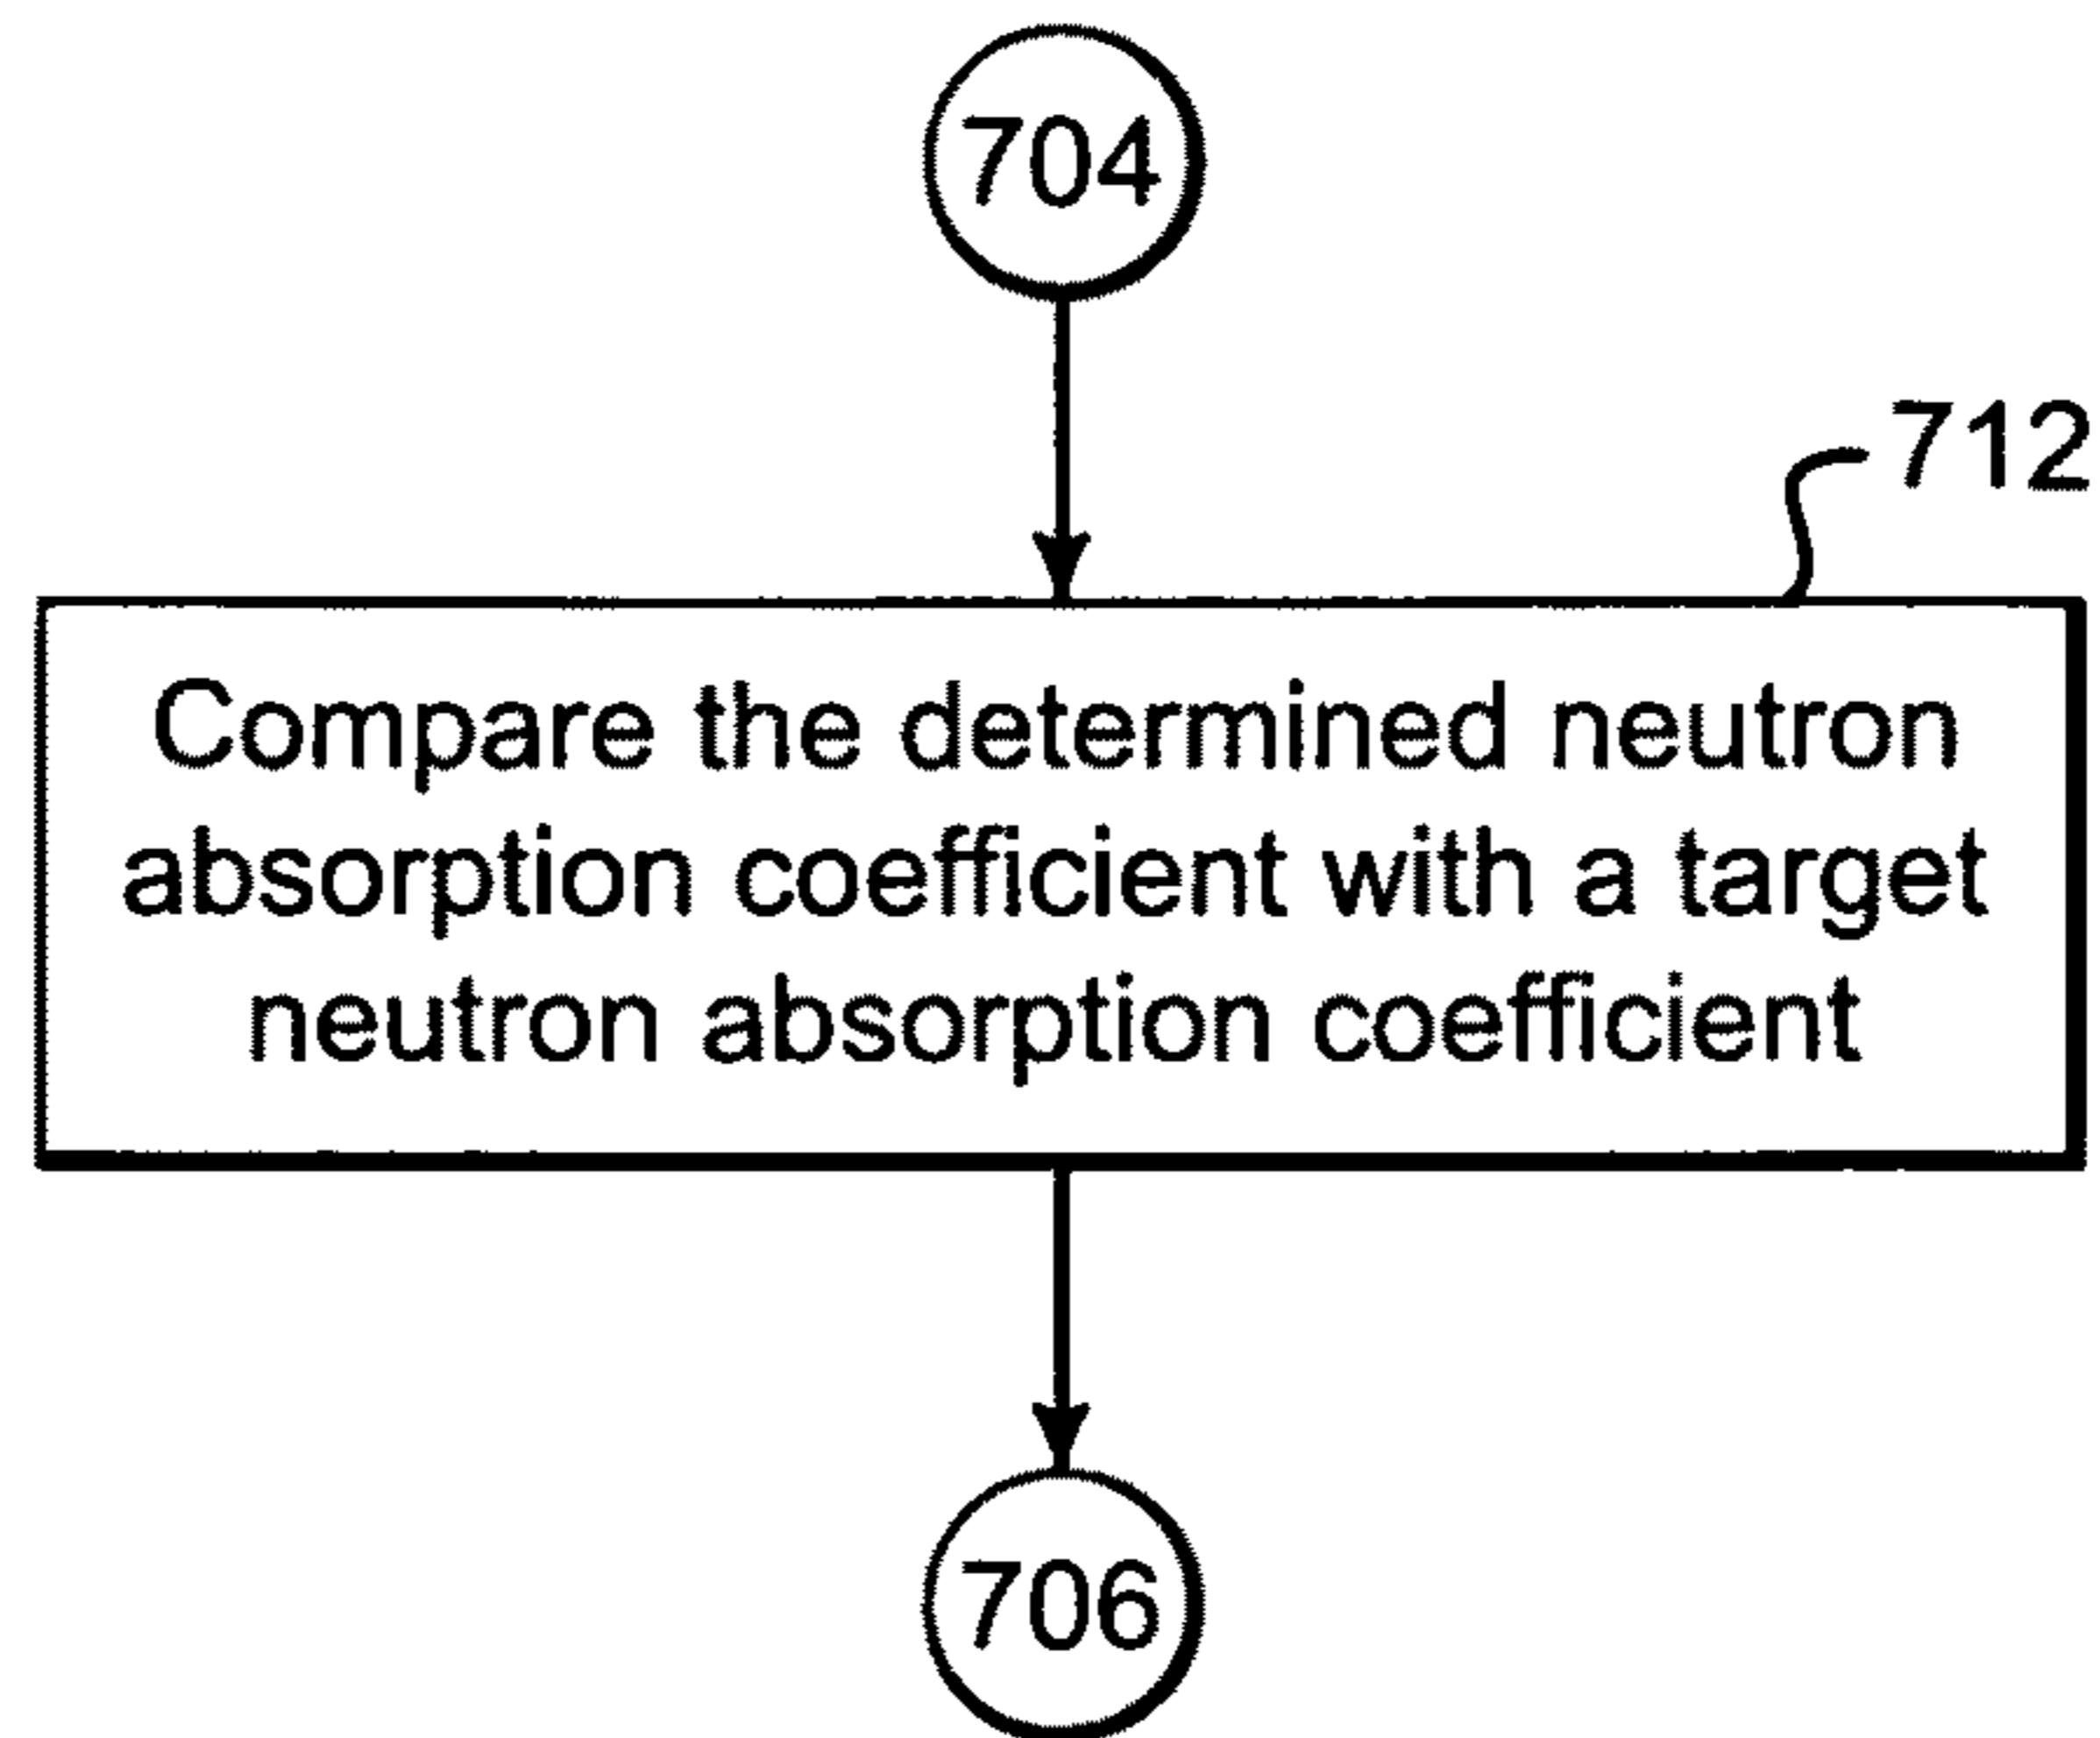 704
712
Compare the determined neutron
absorption coefficient with a target
neutron absorption coefficient
706